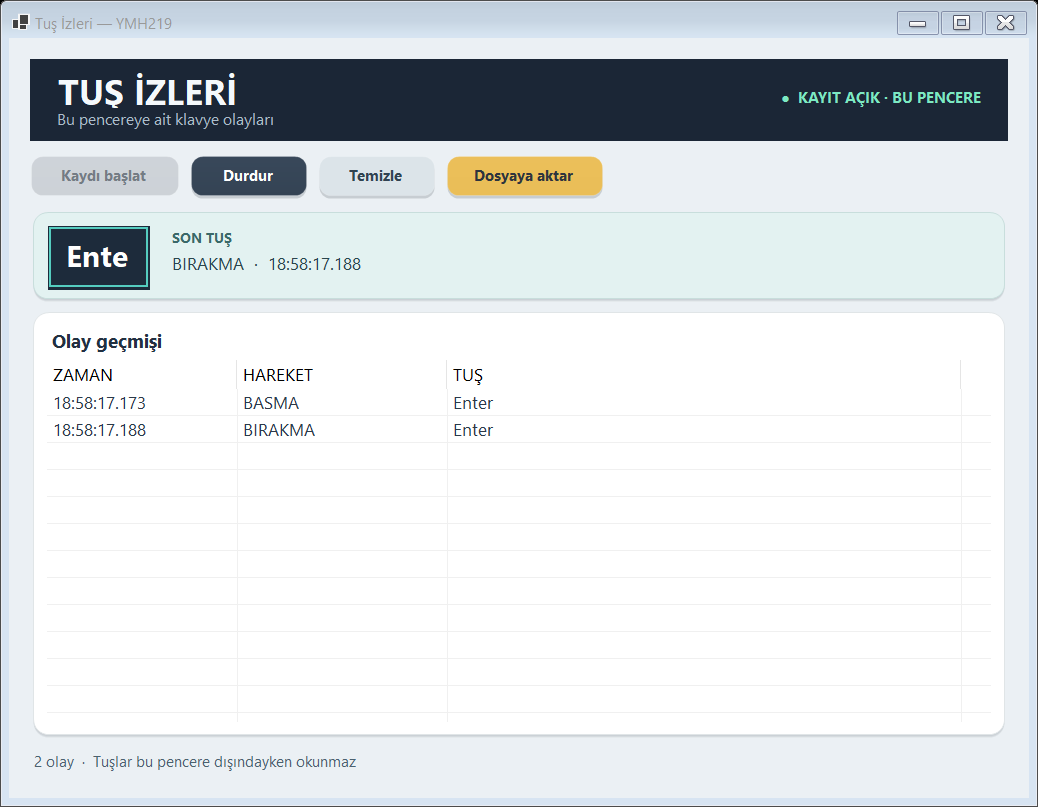 Tuş İzleri — YMH219
TUŞ İZLERİ
Bu pencereye ait klavye olayları
● KAYIT AÇIK · BU PENCERE
Kaydı başlat
Durdur
Temizle
Dosyaya aktar
Ente
SON TUŞ
BIRAKMA · 18:58:17.188
Olay geçmişi
ZAMAN HAREKET TUŞ
18:58:17.173 BASMA Enter
18:58:17.188 BIRAKMA Enter
2 olay · Tuşlar bu pencere dışındayken okunmaz